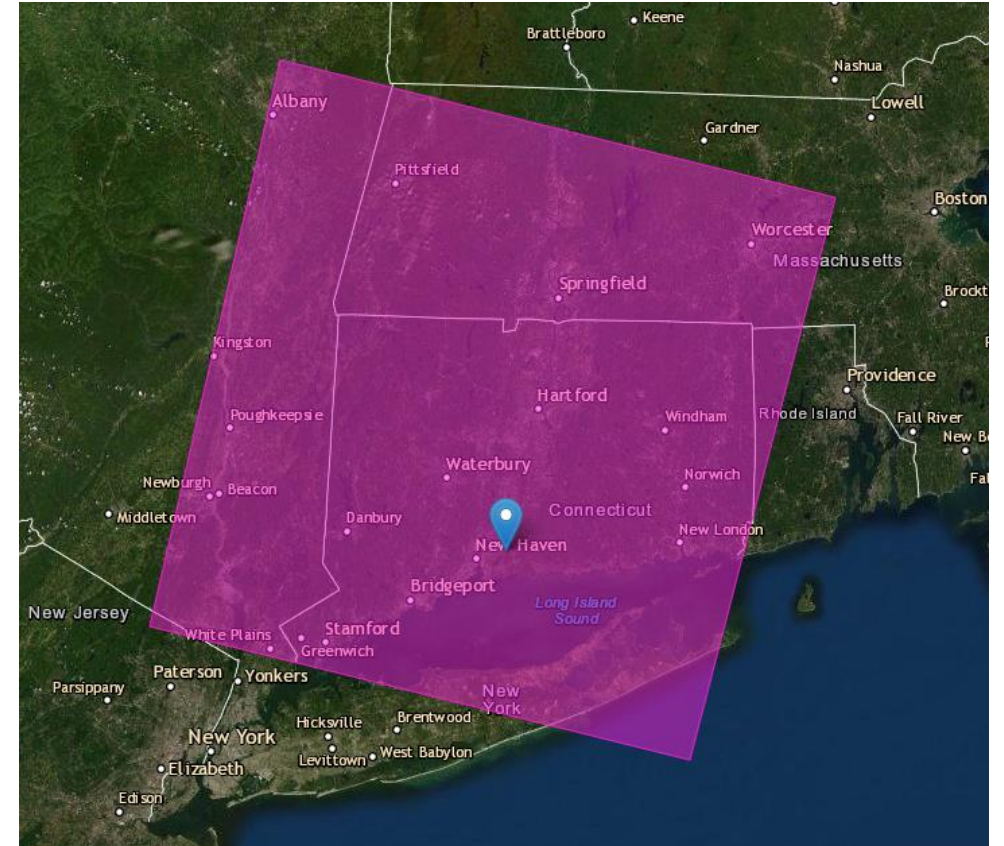 Keene
Brattleboro
Nashua
Albany
Lowell
Gardner
Pittsfield
Boston
Worcester
Massachusetts
Springfield
Brockt
Kingston
Providence
Hartford
Poughkeepsie
Windham
Rhode Island
Fall River
New Be
Waterbury
Norwich
Fal
Newburgh
Beacon
Connecticut
Middletown
Danbury
New London
New Haven
Bridgeport
Long Island
Sound
New Jersey
White Plains
Stamford
Greenwich
Paterson
Yonkers
Parsippany
New
York
Hicksville
Brentwood
New York
Levittown
West Babylon
Elizabeth
Edison